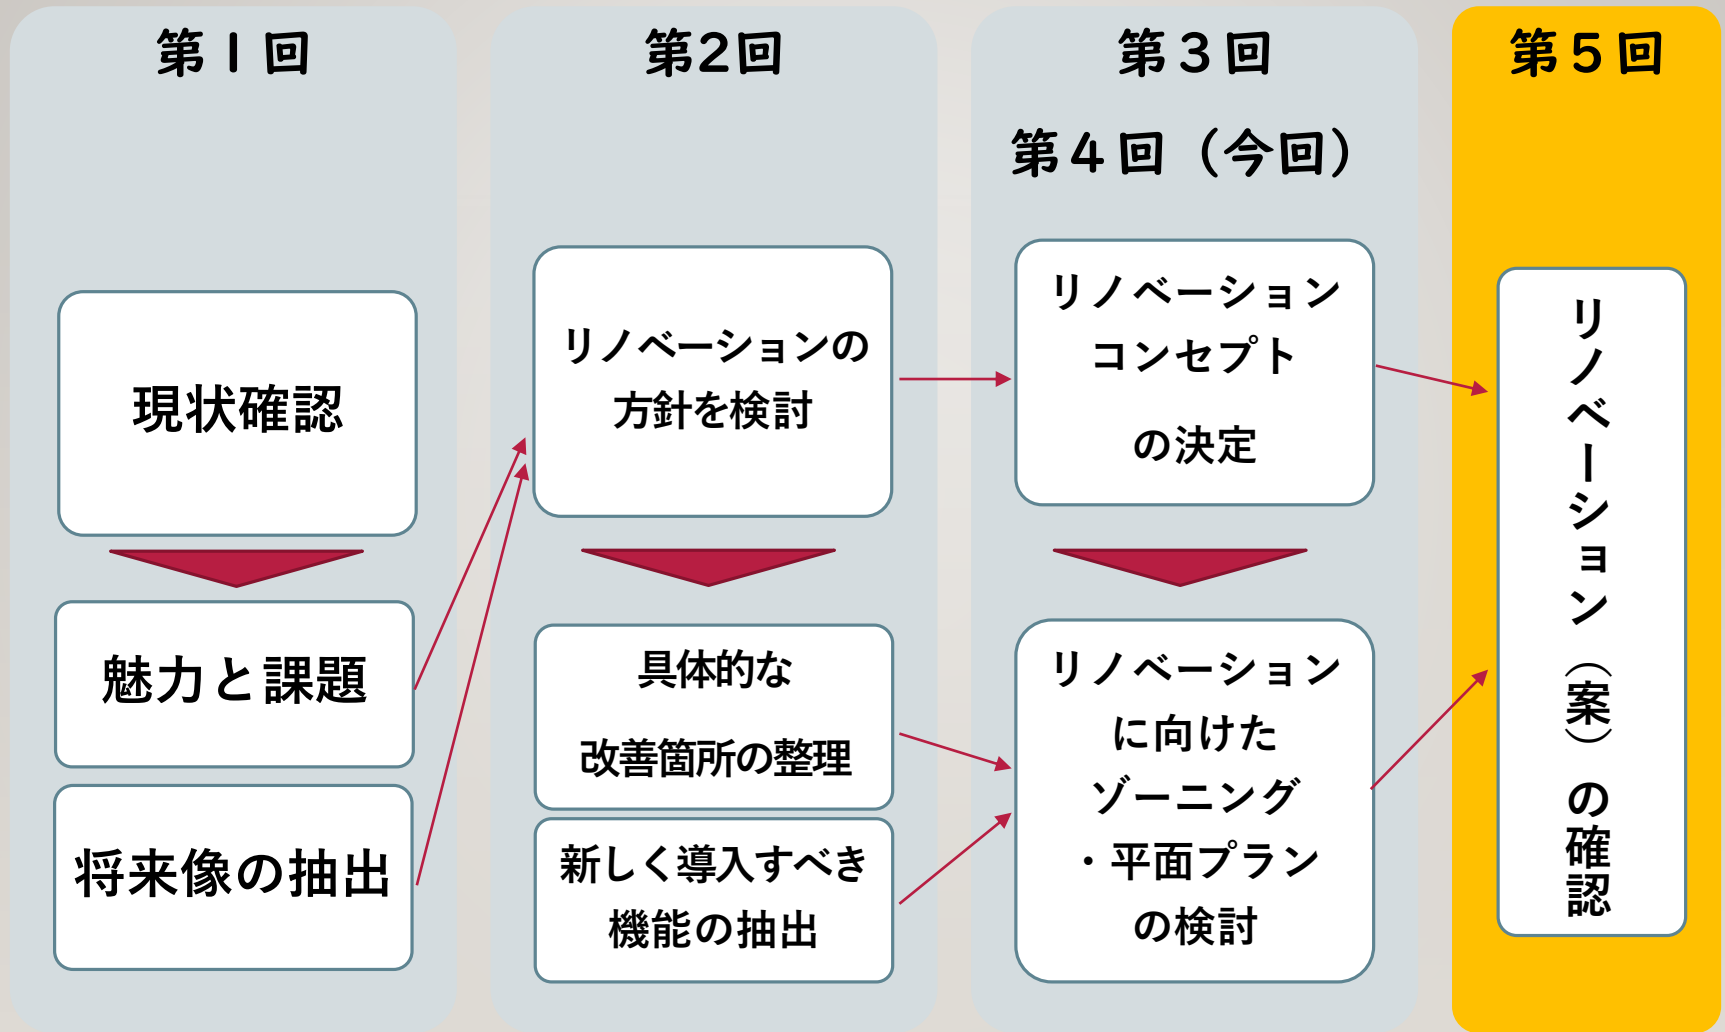 第１回
現状確認
魅力と課題
将来像の抽出
第2回
リノベーションの
方針を検討
具体的な
改善箇所の整理
新しく導入すべき
機能の抽出
第３回
第４回（今回）
リノベーション
コンセプト
の決定
リノベーション
に向けた
ゾーニング
・平面プラン
の検討
第５回
リノベーション（案）の確認